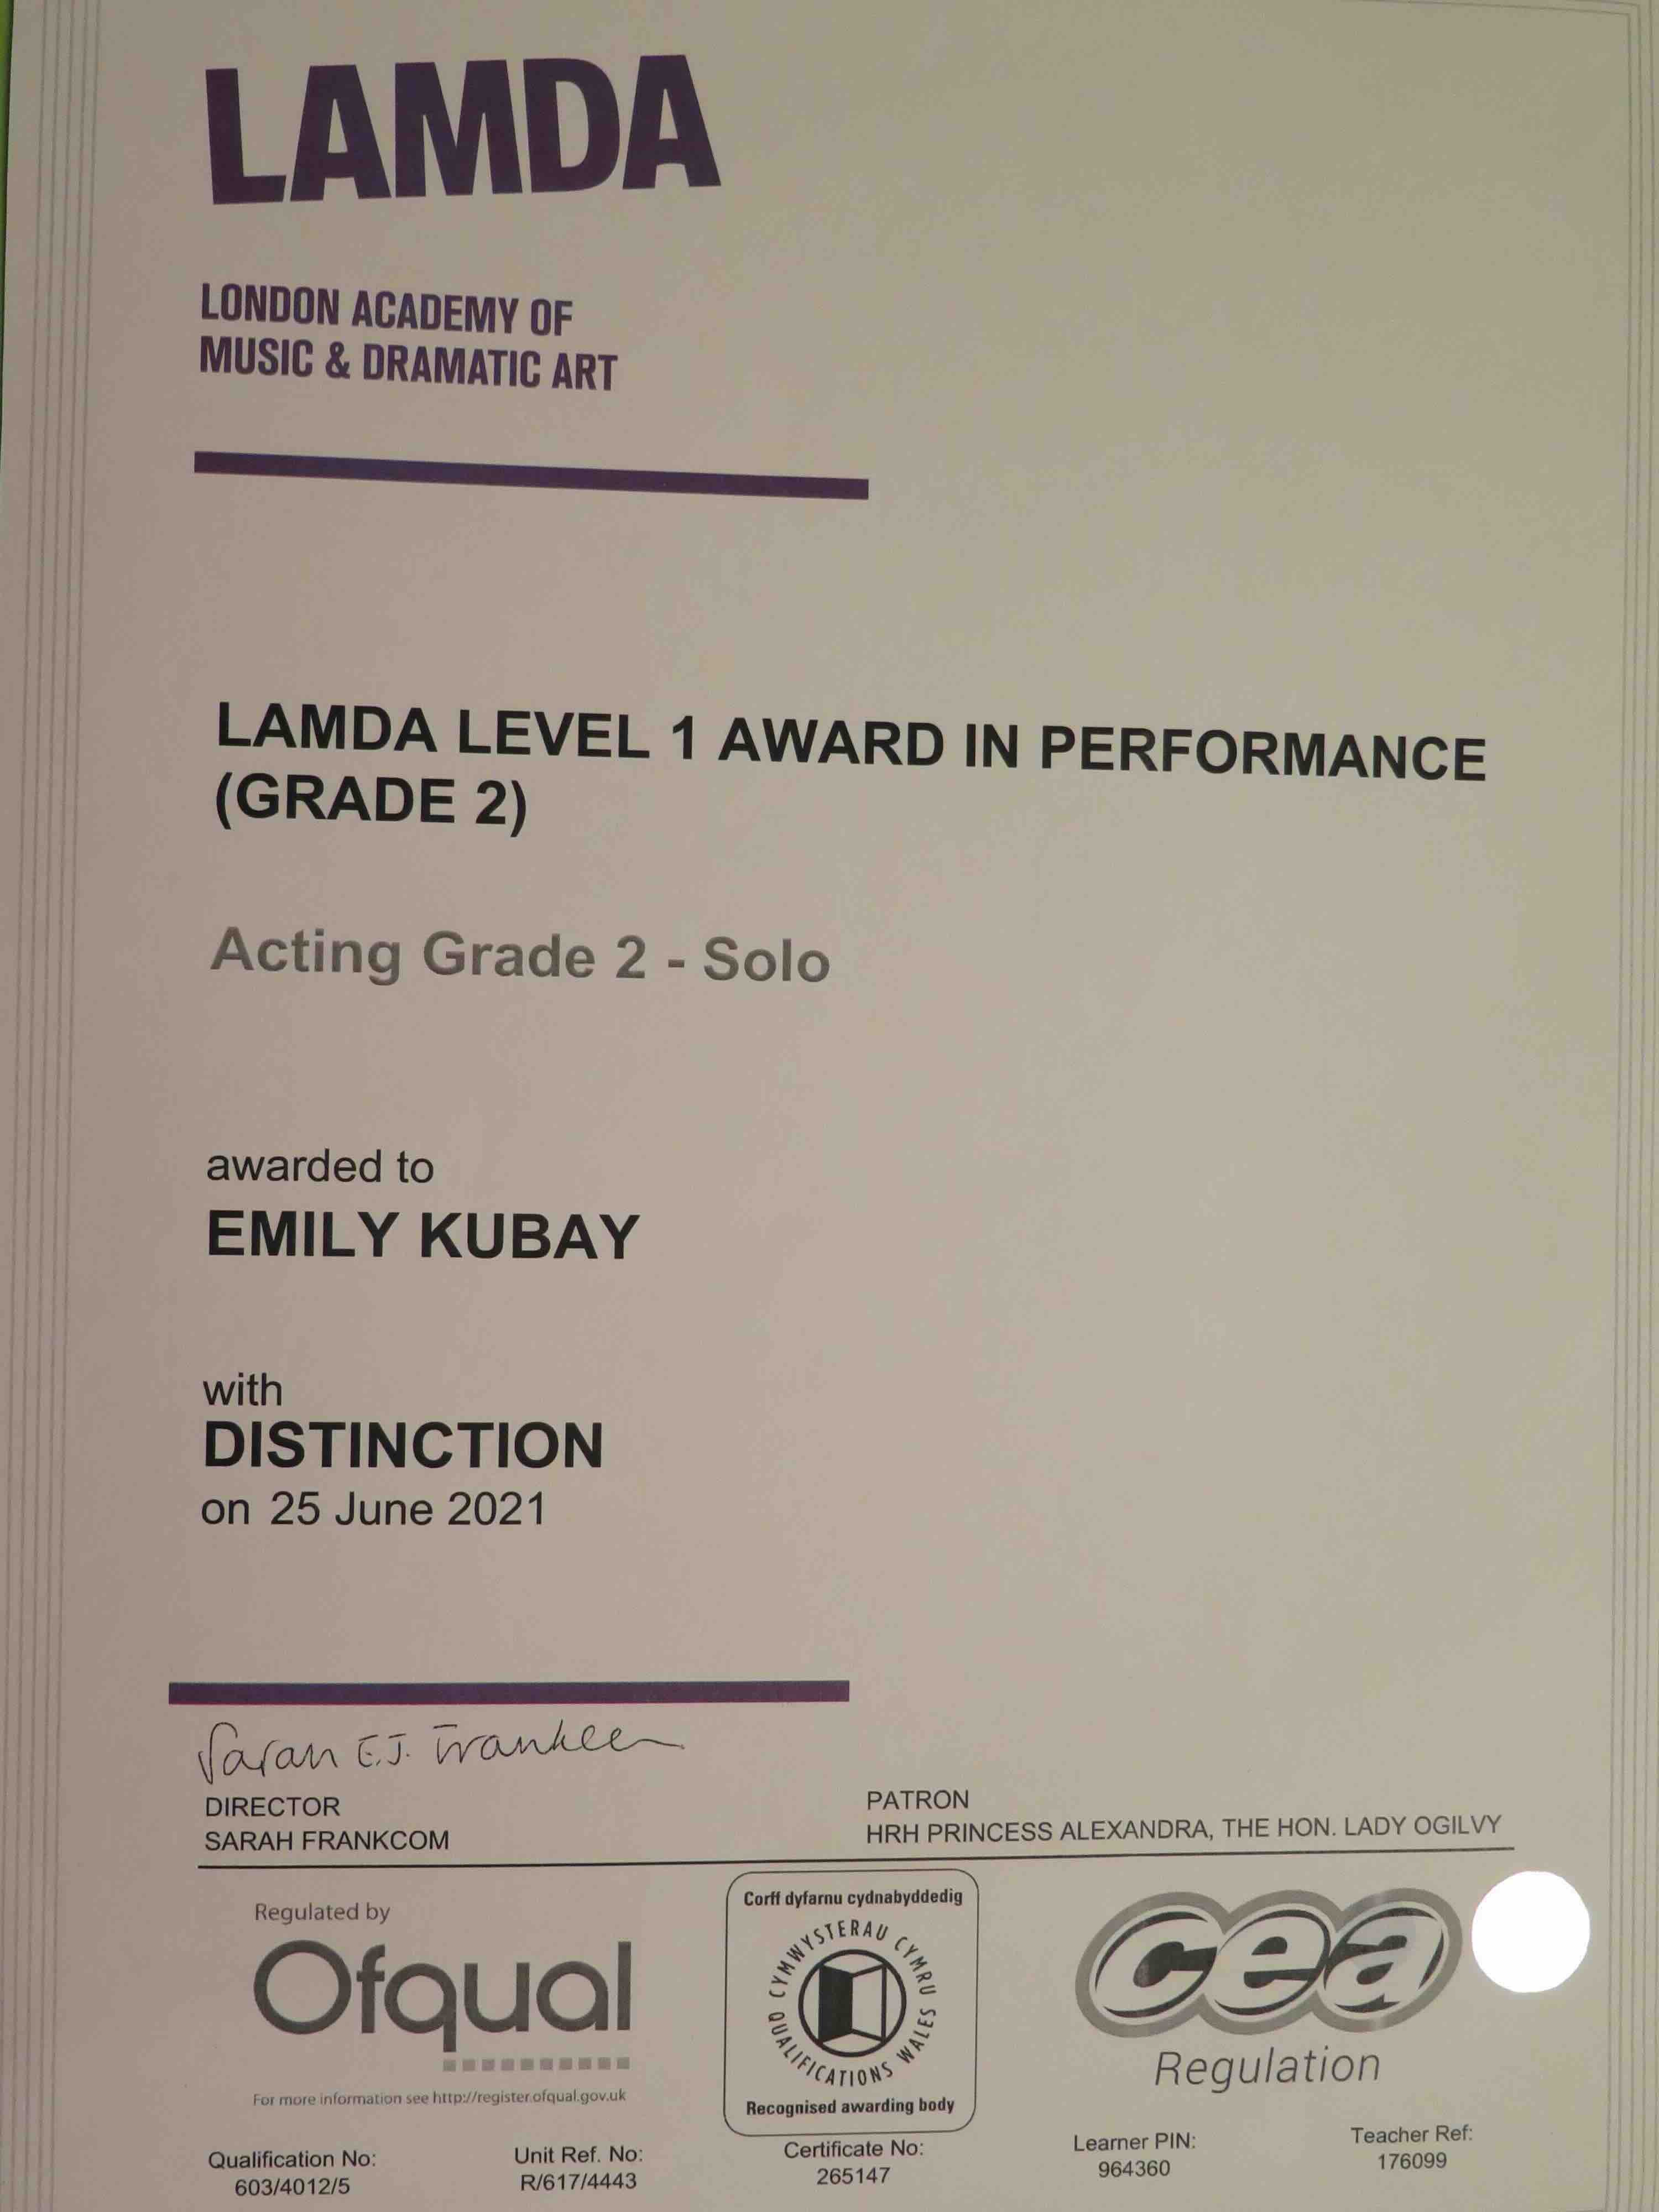 LAMDA
LONDON ACADEMY OF
MUSIC & DRAMATIC ART
LAMDA LEVEL 1 AWARD IN PERFORMANCE
(GRADE 2)
Acting Grade 2 - Solo
awarded to
EMILY KUBAY
with
DISTINCTION
on 25 June 2021
Sarah E.J. Frankcom
DIRECTOR
SARAH FRANKCOM
PATRON
HRH PRINCESS ALEXANDRA, THE HON. LADY OGILVY
Regulated by
Ofqual
For more information see http://register.ofqual.gov.uk
Corff dyfarnu cydnabyddedig
CYMWYSTERAU CYMRU
QUALIFICATIONS WALES
Recognised awarding body
cea
Regulation
Qualification No:
603/4012/5
Unit Ref. No:
R/617/4443
Certificate No:
265147
Learner PIN:
964360
Teacher Ref:
176099